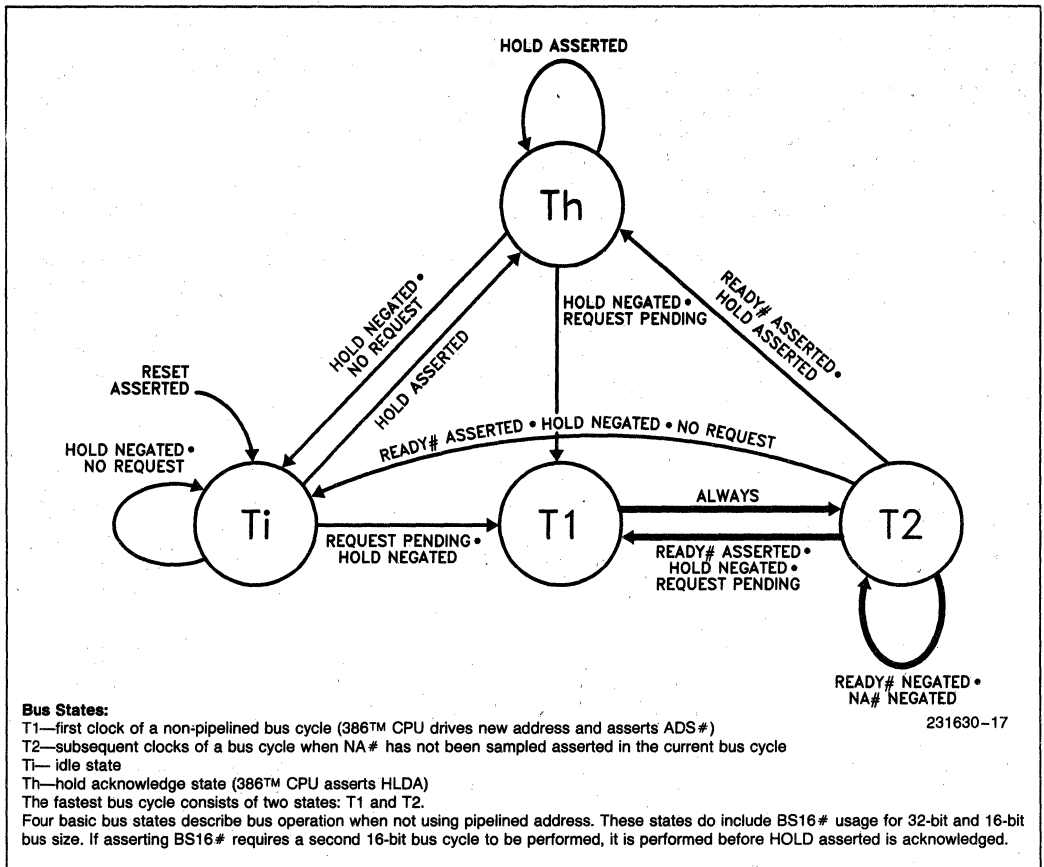 HOLD ASSERTED
Th
HOLD NEGATED •
NO REQUEST
HOLD ASSERTED
HOLD NEGATED •
REQUEST PENDING
READY# ASSERTED •
HOLD ASSERTED
RESET
ASSERTED
HOLD NEGATED •
NO REQUEST
READY# ASSERTED • HOLD NEGATED • NO REQUEST
Ti
REQUEST PENDING •
HOLD NEGATED
T1
ALWAYS
READY# ASSERTED •
HOLD NEGATED •
REQUEST PENDING
T2
READY# NEGATED •
NA# NEGATED
231630-17
Bus States:
T1—first clock of a non-pipelined bus cycle (386™ CPU drives new address and asserts ADS#)
T2—subsequent clocks of a bus cycle when NA# has not been sampled asserted in the current bus cycle
Ti— idle state
Th—hold acknowledge state (386™ CPU asserts HLDA)
The fastest bus cycle consists of two states: T1 and T2.
Four basic bus states describe bus operation when not using pipelined address. These states do include BS16# usage for 32-bit and 16-bit
bus size. If asserting BS16# requires a second 16-bit bus cycle to be performed, it is performed before HOLD asserted is acknowledged.